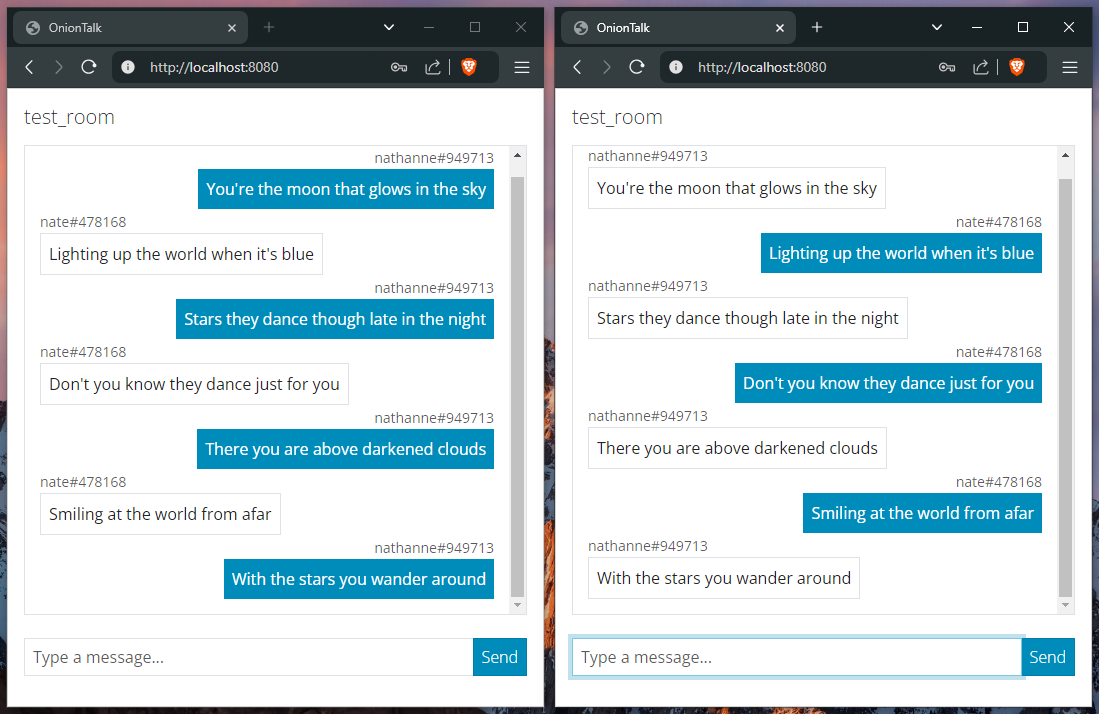 OnionTalk
http://localhost:8080
test_room
nathanne#949713
You're the moon that glows in the sky
nate#478168
Lighting up the world when it's blue
nathanne#949713
Stars they dance though late in the night
nate#478168
Don't you know they dance just for you
nathanne#949713
There you are above darkened clouds
nate#478168
Smiling at the world from afar
nathanne#949713
With the stars you wander around
Type a message...
Send
OnionTalk
http://localhost:8080
test_room
nathanne#949713
You're the moon that glows in the sky
nate#478168
Lighting up the world when it's blue
nathanne#949713
Stars they dance though late in the night
nate#478168
Don't you know they dance just for you
nathanne#949713
There you are above darkened clouds
nate#478168
Smiling at the world from afar
nathanne#949713
With the stars you wander around
Type a message...
Send